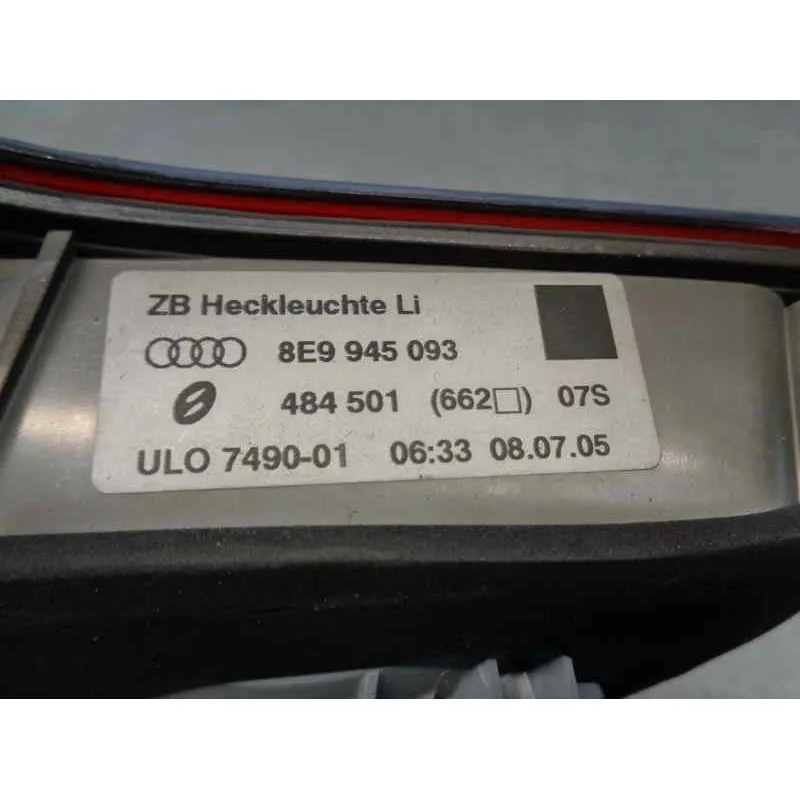 ZB Heckleuchte Li
8E9 945 093
484 501 (662□) 07S
ULO 7490-01 06:33 08.07.05